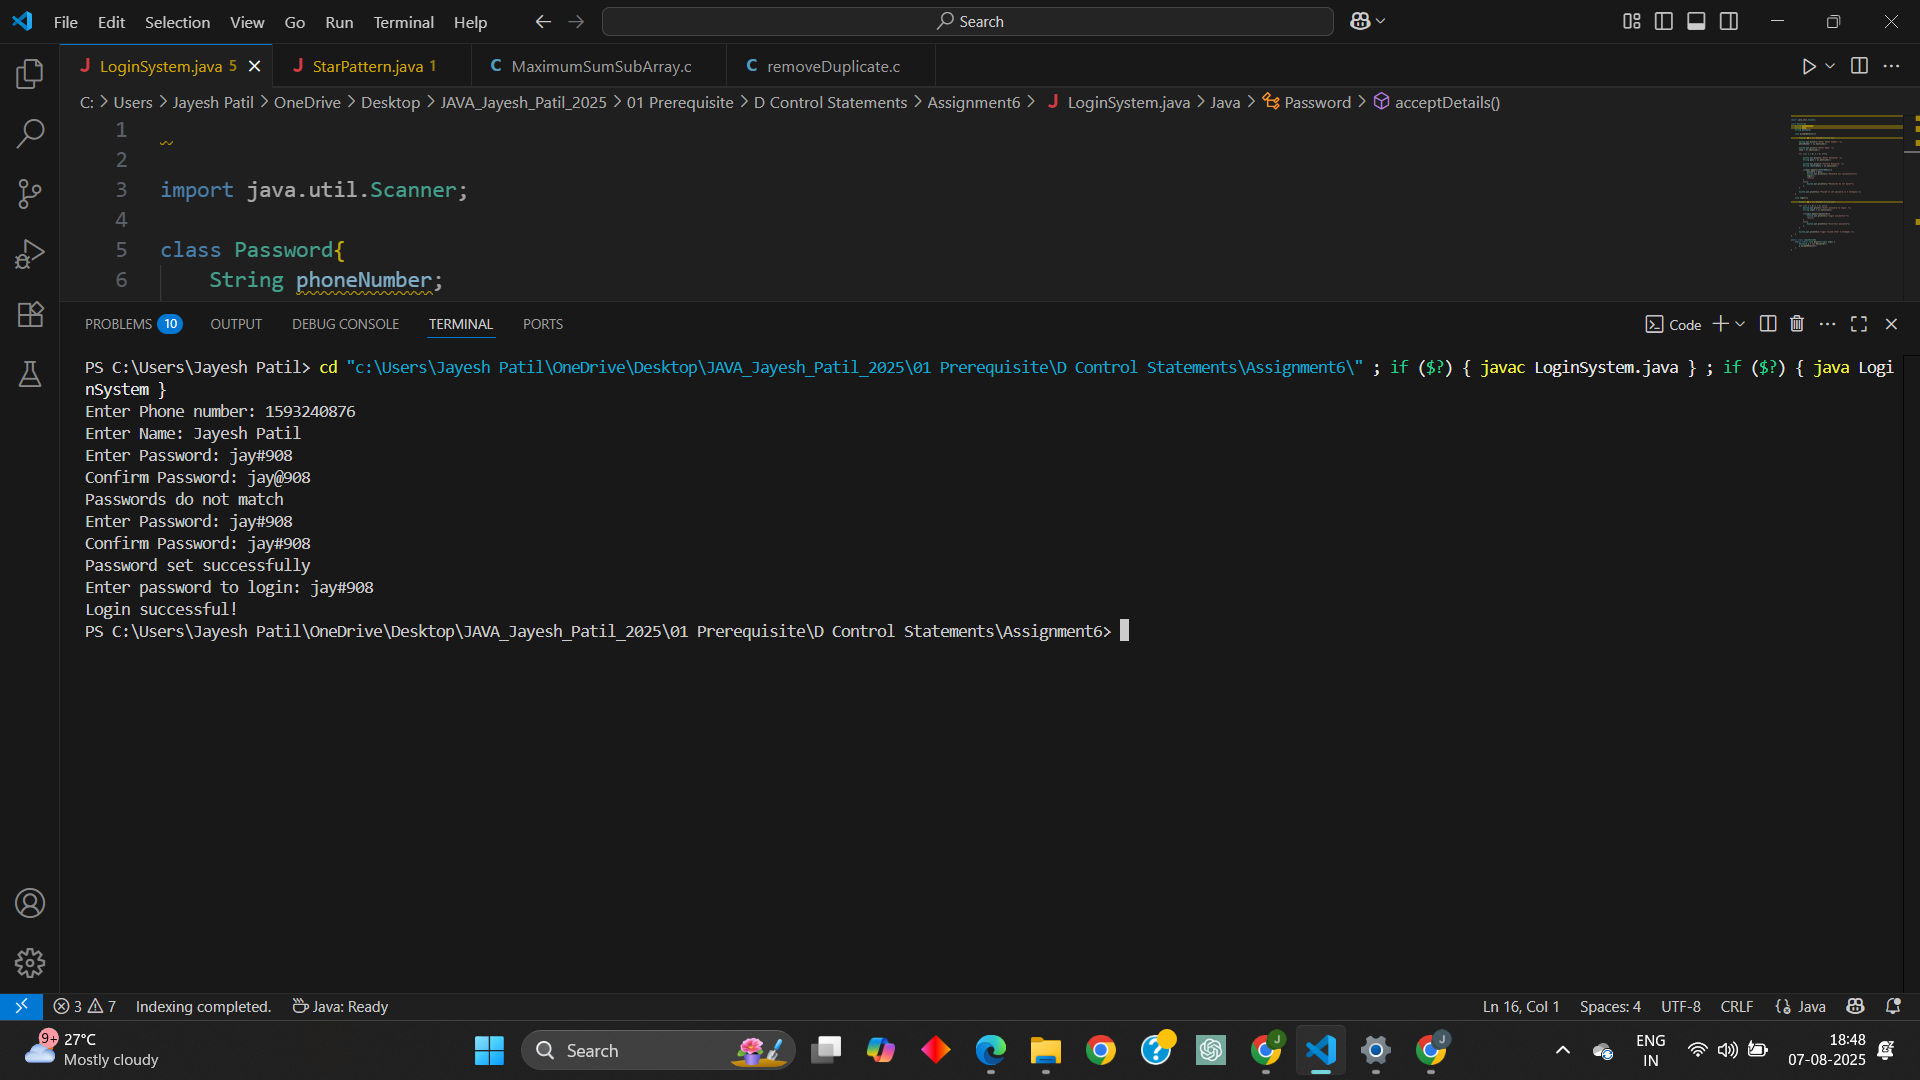 File Edit Selection View Go Run Terminal Help Search
LoginSystem.java 5 StarPattern.java 1 MaximumSumSubArray.c removeDuplicate.c
C: > Users > Jayesh Patil > OneDrive > Desktop > JAVA_Jayesh_Patil_2025 > 01 Prerequisite > D Control Statements > Assignment6 > J LoginSystem.java > Java > Password > acceptDetails()
1
2
3 import java.util.Scanner;
4
5 class Password{
6 String phoneNumber;
PROBLEMS 10 OUTPUT DEBUG CONSOLE TERMINAL PORTS Code
PS C:\Users\Jayesh Patil> cd "c:\Users\Jayesh Patil\OneDrive\Desktop\JAVA_Jayesh_Patil_2025\01 Prerequisite\D Control Statements\Assignment6\" ; if ($?) { javac LoginSystem.java } ; if ($?) { java Logi
nSystem }
Enter Phone number: 1593240876
Enter Name: Jayesh Patil
Enter Password: jay#908
Confirm Password: jay@908
Passwords do not match
Enter Password: jay#908
Confirm Password: jay#908
Password set successfully
Enter password to login: jay#908
Login successful!
PS C:\Users\Jayesh Patil\OneDrive\Desktop\JAVA_Jayesh_Patil_2025\01 Prerequisite\D Control Statements\Assignment6>
3 7 Indexing completed. Java: Ready Ln 16, Col 1 Spaces: 4 UTF-8 CRLF Java
9+ 27°C
Mostly cloudy
Search
ENG
IN
18:48
07-08-2025